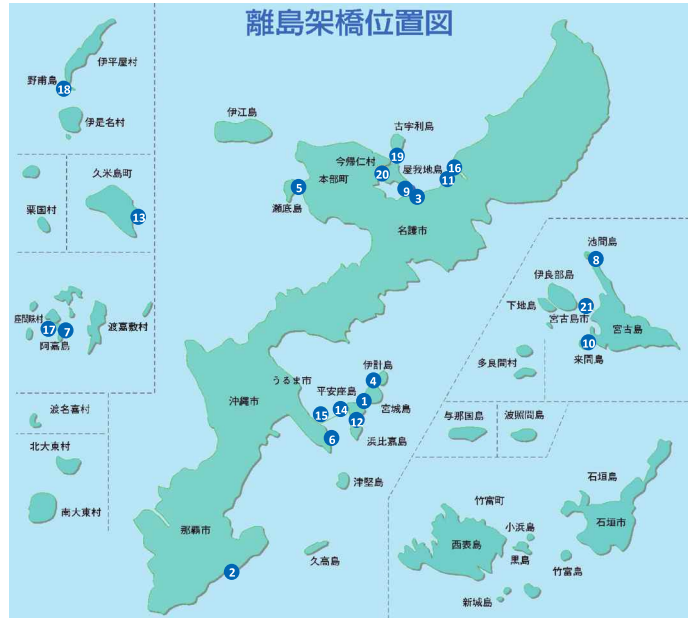 離島架橋位置図
伊平屋村
野甫島
18
伊是名村
伊江島
古宇利島
19
今帰仁村
屋我地島
16
20
11
本部町
5
9
3
瀬底島
名護市
久米島町
13
粟国村
座間味村
17
7
渡嘉敷村
阿嘉島
渡名喜村
北大東村
南大東村
池間島
8
伊良部島
下地島
21
宮古島市
宮古島
10
来間島
多良間村
与那国島
波照間島
伊計島
うるま市
4
平安座島
沖縄市
1
宮城島
14
15
12
6
浜比嘉島
津堅島
那覇市
久高島
2
石垣島
竹富町
小浜島
石垣市
西表島
黒島
竹富島
新城島